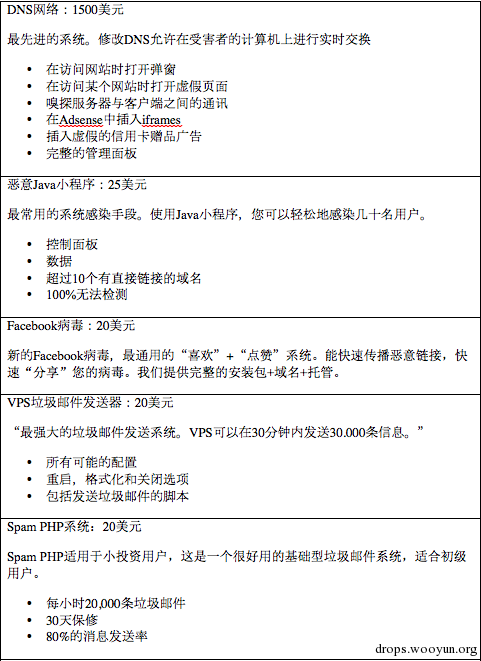 DNS网络：1500美元
最先进的系统。修改DNS允许在受害者的计算机上进行实时交换
• 在访问网站时打开弹窗
• 在访问某个网站时打开虚假页面
• 嗅探服务器与客户端之间的通讯
• 在Adsense中插入iframes
• 插入虚假的信用卡赠品广告
• 完整的管理面板
恶意Java小程序：25美元
最常用的系统感染手段。使用Java小程序，您可以轻松地感染几十名用户。
• 控制面板
• 数据
• 超过10个有直接链接的域名
• 100%无法检测
Facebook病毒：20美元
新的Facebook病毒，最通用的“喜欢”+“点赞”系统。能快速传播恶意链接，快
速“分享”您的病毒。我们提供完整的安装包+域名+托管。
VPS垃圾邮件发送器：20美元
“最强大的垃圾邮件发送系统。VPS可以在30分钟内发送30.000条信息。”
• 所有可能的配置
• 重启，格式化和关闭选项
• 包括发送垃圾邮件的脚本
Spam PHP系统：20美元
Spam PHP适用于小投资用户，这是一个很好用的基础型垃圾邮件系统，适合初级
用户。
• 每小时20,000条垃圾邮件
• 30天保修
• 80%的消息发送率
drops.wooyun.org